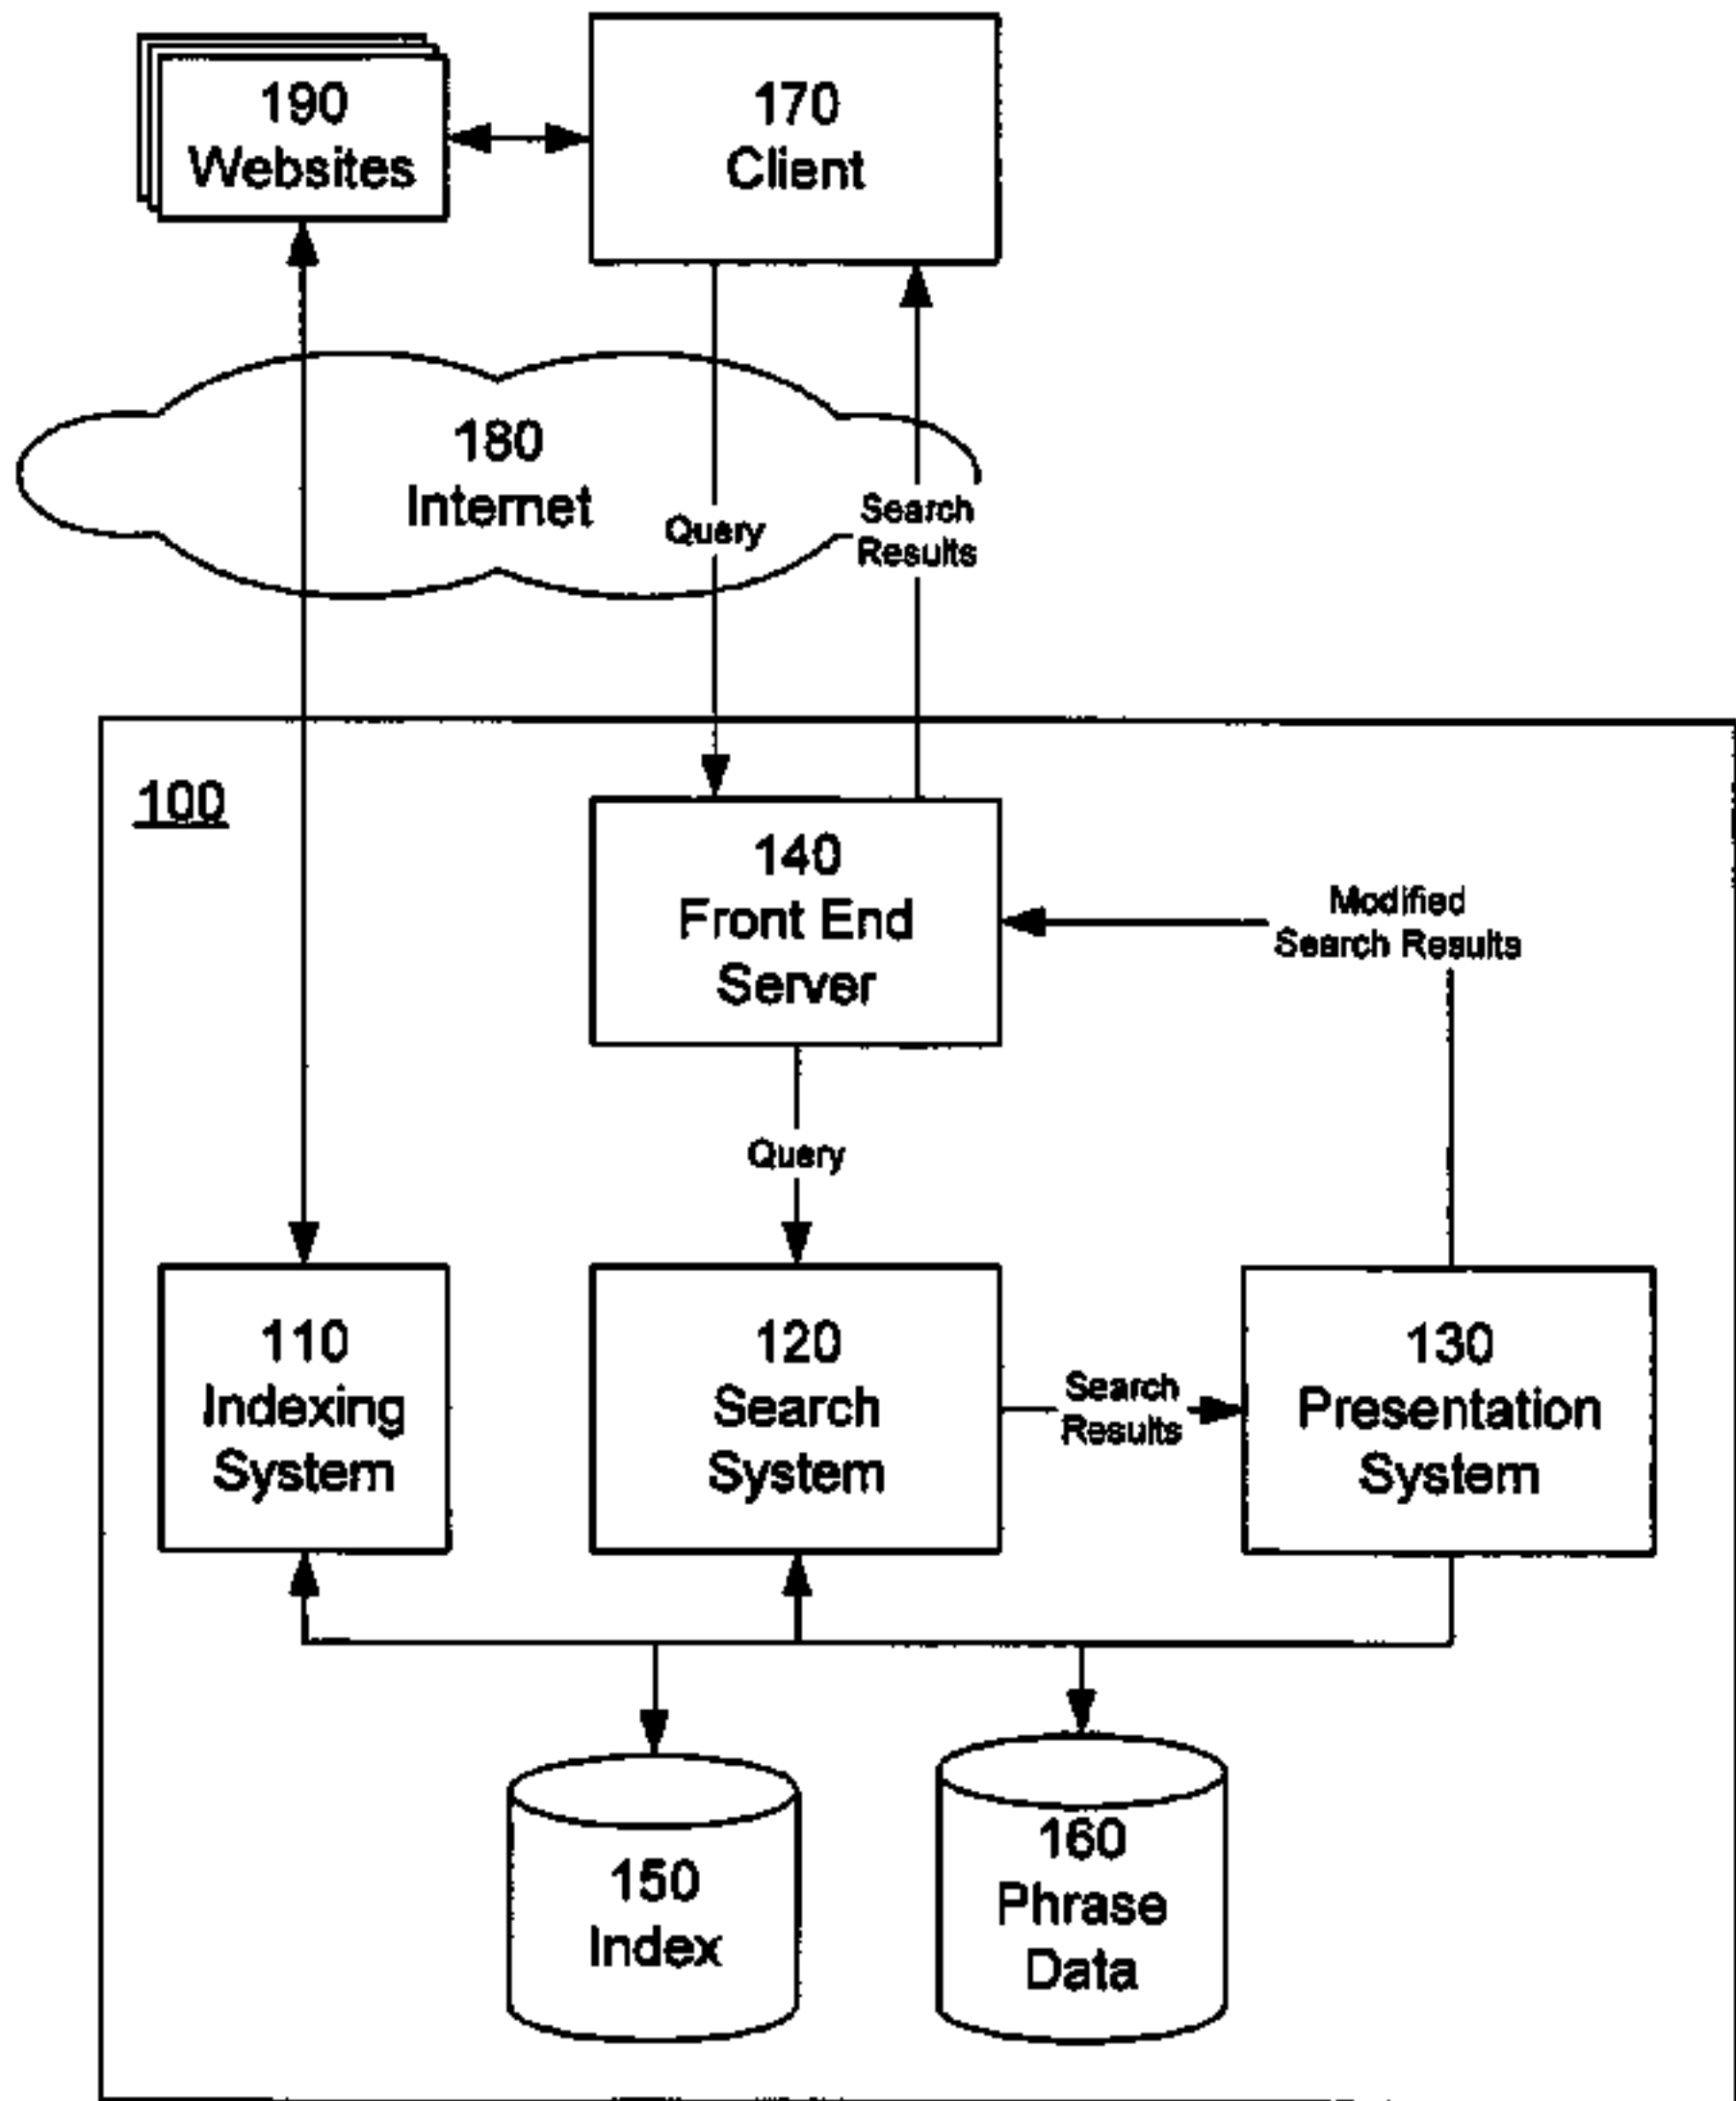 190
Websites
170
Client
180
Internet
Query
Search
Results
100
140
Front End
Server
Modified
Search Results
Query
110
Indexing
System
120
Search
System
Search
Results
130
Presentation
System
150
Index
160
Phrase
Data